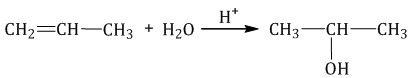 H⁺
CH₂=CH—CH₃ + H₂O ⟶ CH₃—CH—CH₃
OH